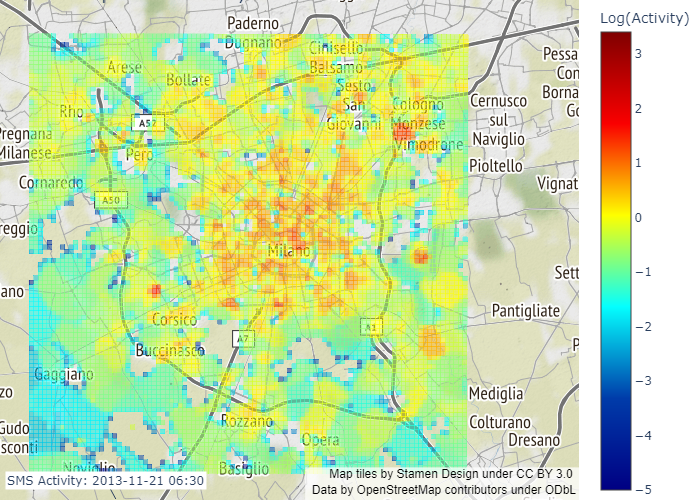 Log(Activity)
3
2
1
0
−1
−2
−3
−4
−5
Paderno
Dugnano
Cinisello
Balsamo
Arese
Bollate
Sesto
San
Giovanni
Cologno
Monzese
Vimodrone
Cernusco
sul
Naviglio
Pessa
Con
Borna
Go
Rho
A52
Pregnana
Milanese
Pero
Pioltello
Cornaredo
Vignat
A50
reggio
Milano
Sett
ano
Pantigliate
Corsico
A7
A1
Buccinasco
P
Gaggiano
zo
Mediglia
Rozzano
Colturano
Gudo
sconti
Opera
Dresano
Noviglio
Basiglio
SMS Activity: 2013-11-21 06:30
Map tiles by Stamen Design under CC BY 3.0
Data by OpenStreetMap contributors under ODbL